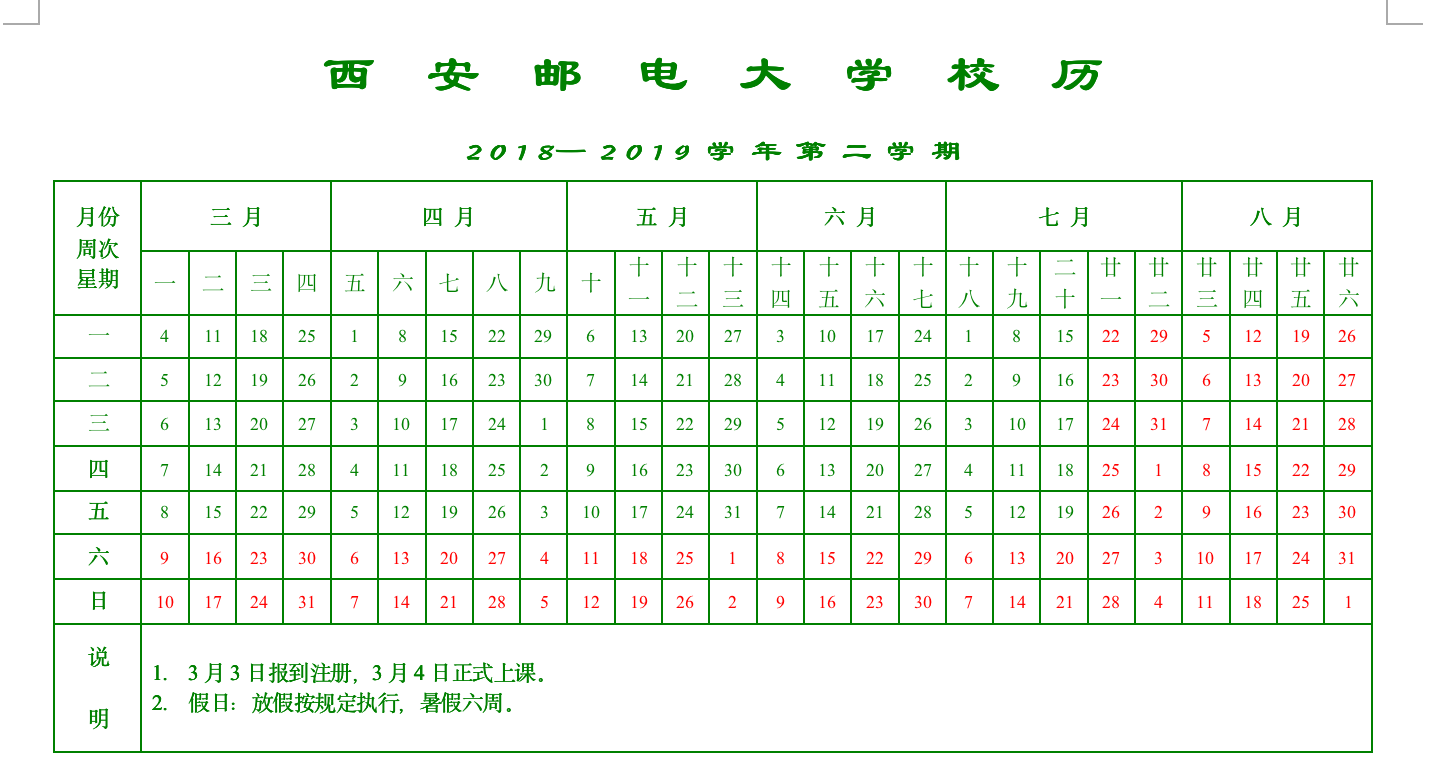 西安邮电大学校历
2018—2019学年第二学期
月份 三月 四月 五月 六月 七月 八月
周次
星期 一 二 三 四 五 六 七 八 九 十 十一 十二 十三 十四 十五 十六 十七 十八 十九 二十 廿一 廿二 廿三 廿四 廿五 廿六
一 4 11 18 25 1 8 15 22 29 6 13 20 27 3 10 17 24 1 8 15 22 29 5 12 19 26
二 5 12 19 26 2 9 16 23 30 7 14 21 28 4 11 18 25 2 9 16 23 30 6 13 20 27
三 6 13 20 27 3 10 17 24 1 8 15 22 29 5 12 19 26 3 10 17 24 31 7 14 21 28
四 7 14 21 28 4 11 18 25 2 9 16 23 30 6 13 20 27 4 11 18 25 1 8 15 22 29
五 8 15 22 29 5 12 19 26 3 10 17 24 31 7 14 21 28 5 12 19 26 2 9 16 23 30
六 9 16 23 30 6 13 20 27 4 11 18 25 1 8 15 22 29 6 13 20 27 3 10 17 24 31
日 10 17 24 31 7 14 21 28 5 12 19 26 2 9 16 23 30 7 14 21 28 4 11 18 25 1
说明
1. 3月3日报到注册，3月4日正式上课。
2. 假日：放假按规定执行，暑假六周。